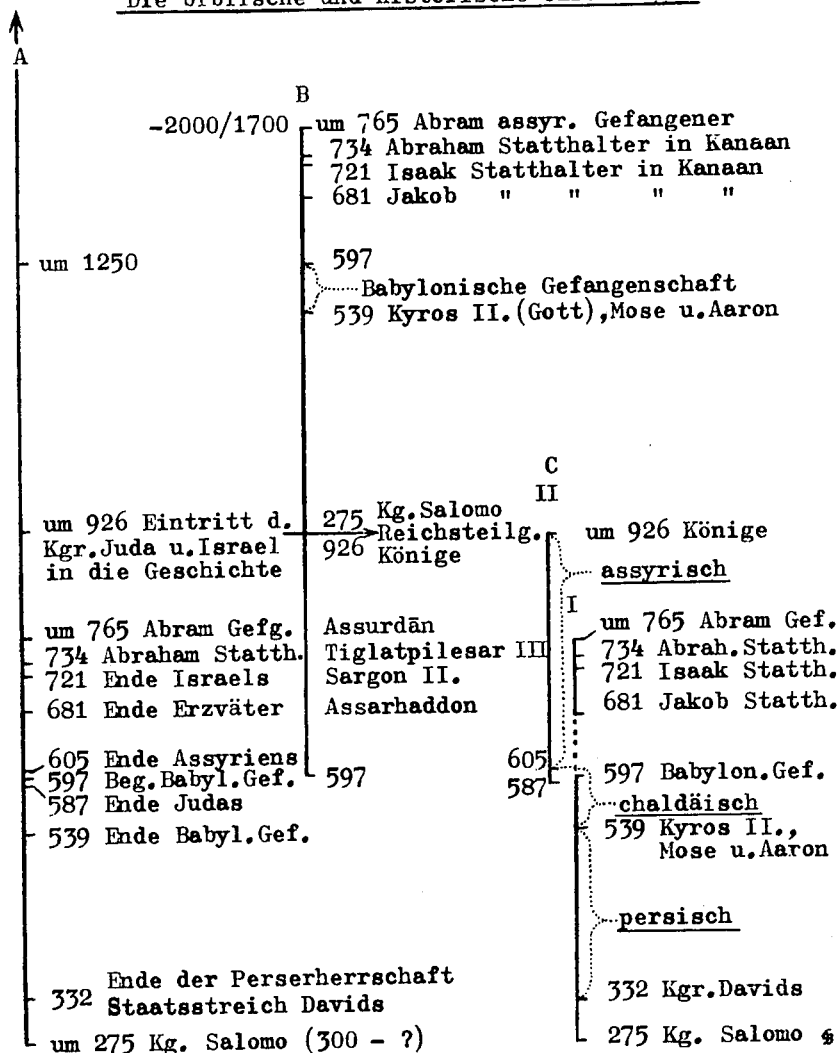 Die biblische und historische
A
um 1250
um 926 Eintritt d.
Kgr.Juda u.Israel
in die Geschichte
um 765 Abram Gefg.
734 Abraham Statth.
721 Ende Israels
681 Ende Erzväter
605 Ende Assyriens
597 Beg.Babyl.Gef.
587 Ende Judas
539 Ende Babyl.Gef.
332 Ende der Perserherrschaft
Staatsstreich Davids
um 275 Kg. Salomo (300 - ?)
B
-2000/1700 um 765 Abram assyr. Gefangener
734 Abraham Statthalter in Kanaan
721 Isaak Statthalter in Kanaan
681 Jakob " " " "
597
Babylonische Gefangenschaft
539 Kyros II.(Gott),Mose u.Aaron
275 Kg.Salomo
Reichsteilg.
926 Könige
Assurdān
Tiglatpilesar III
Sargon II.
Assarhaddon
597
C
II
um 926 Könige
assyrisch
I
um 765 Abram Gef.
734 Abrah.Statth.
721 Isaak Statth.
681 Jakob Statth.
605
587
597 Babylon.Gef.
chaldäisch
539 Kyros II.,
Mose u.Aaron
persisch
332 Kgr.Davids
275 Kg. Salomo